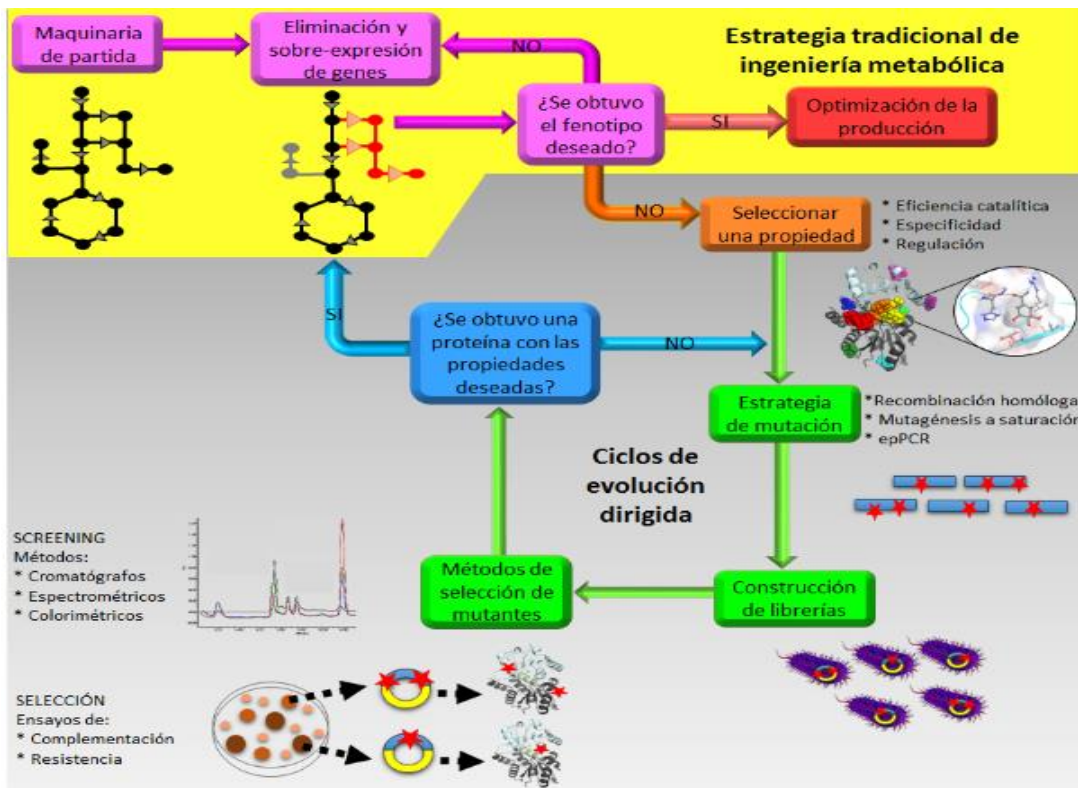 Maquinaria
de partida
Eliminación y
sobre-expresión
de genes
NO
Estrategia tradicional de
ingeniería metabólica
¿Se obtuvo
el fenotipo
deseado?
SI
Optimización de la
producción
NO
Seleccionar
una propiedad
* Eficiencia catalítica
* Especificidad
* Regulación
SI
¿Se obtuvo una
proteína con las
propiedades
deseadas?
NO
Estrategia
de mutación
*Recombinación homóloga
* Mutagénesis a saturación
* epPCR
Ciclos de
evolución
dirigida
SCREENING
Métodos:
* Cromatógrafos
* Espectrométricos
* Colorimétricos
Métodos de
selección de
mutantes
Construcción
de librerías
SELECCIÓN
Ensayos de:
* Complementación
* Resistencia